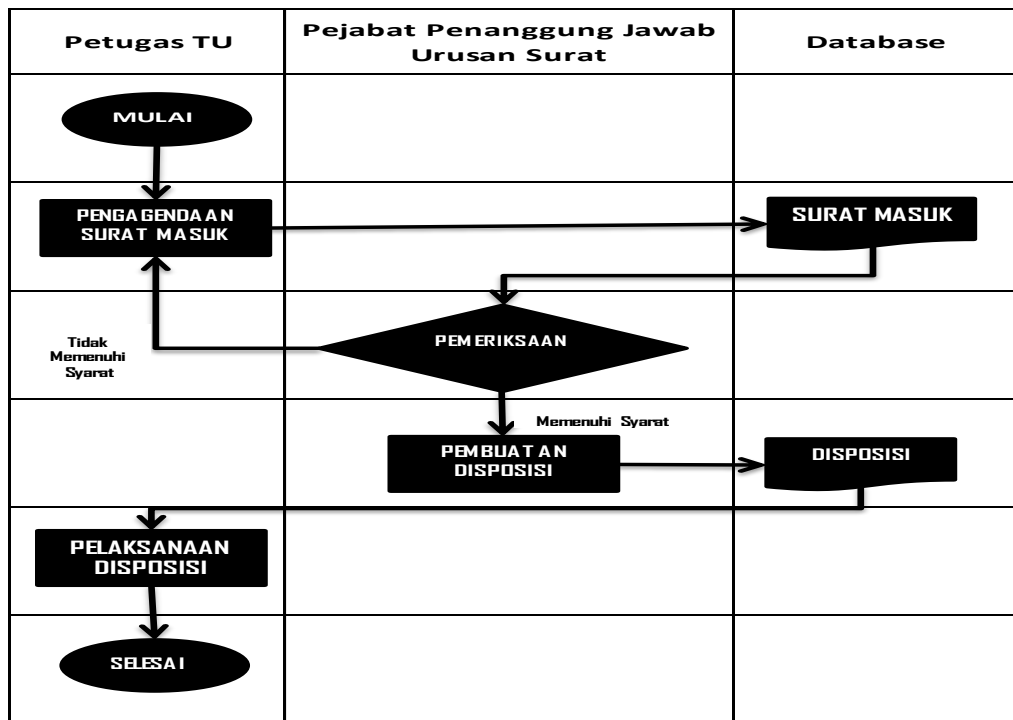 Petugas TU
Pejabat Penanggung Jawab
Urusan Surat
Database
MULAI
PENGAGENDAAN
SURAT MASUK
SURAT MASUK
PEMERIKSAAN
Tidak
Memenuhi
Syarat
Memenuhi Syarat
PEMBUATAN
DISPOSISI
DISPOSISI
PELAKSANAAN
DISPOSISI
SELESAI